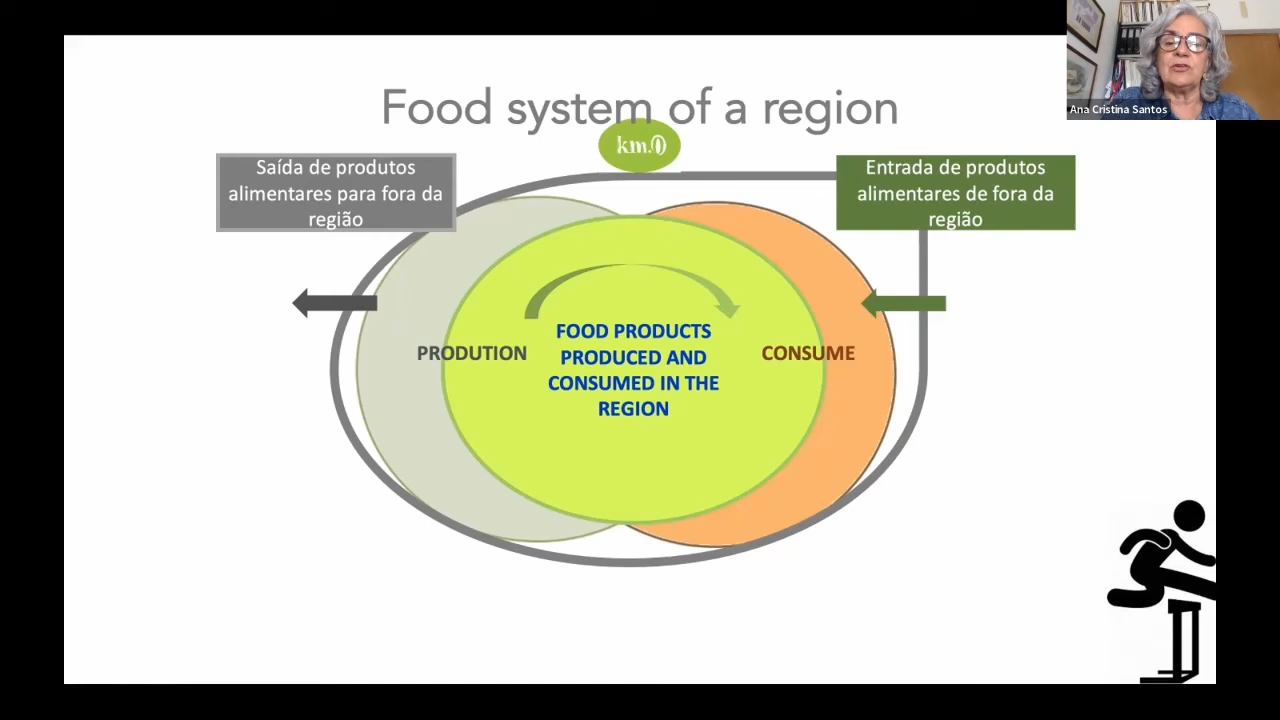 Food system of a region
km.0
Saída de produtos
alimentares para fora da
região
Entrada de produtos
alimentares de fora da
região
PRODUTION
FOOD PRODUCTS
PRODUCED AND
CONSUMED IN THE
REGION
CONSUME
Ana Cristina Santos